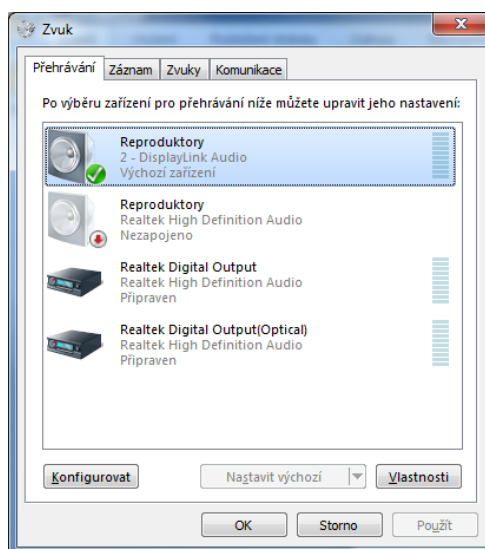 Zvuk
Přehrávání Záznam Zvuky Komunikace
Po výběru zařízení pro přehrávání níže můžete upravit jeho nastavení:
Reproduktory
2 - DisplayLink Audio
Výchozí zařízení
Reproduktory
Realtek High Definition Audio
Nezapojeno
Realtek Digital Output
Realtek High Definition Audio
Připraven
Realtek Digital Output(Optical)
Realtek High Definition Audio
Připraven
Konfigurovat Nastavit výchozí Vlastnosti
OK Storno Použít